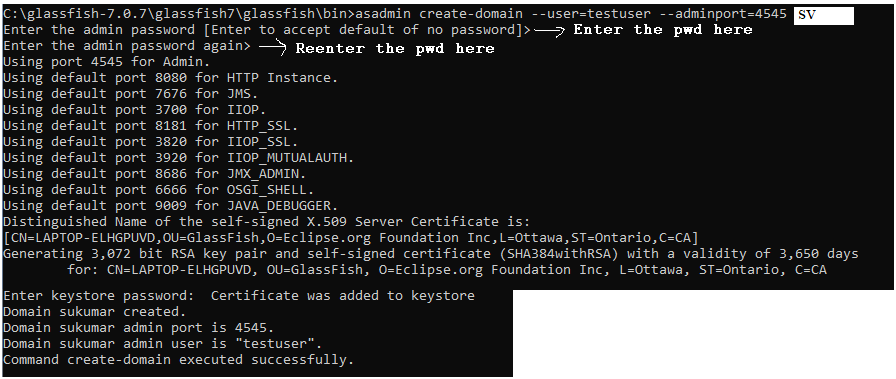 C:\glassfish-7.0.7\glassfish7\glassfish\bin>asadmin create-domain --user=testuser --adminport=4545 SV
Enter the admin password [Enter to accept default of no password]> Enter the pwd here
Enter the admin password again> Reenter the pwd here
Using port 4545 for Admin.
Using default port 8080 for HTTP Instance.
Using default port 7676 for JMS.
Using default port 3700 for IIOP.
Using default port 8181 for HTTP_SSL.
Using default port 3820 for IIOP_SSL.
Using default port 3920 for IIOP_MUTUALAUTH.
Using default port 8686 for JMX_ADMIN.
Using default port 6666 for OSGI_SHELL.
Using default port 9009 for JAVA_DEBUGGER.
Distinguished Name of the self-signed X.509 Server Certificate is:
[CN=LAPTOP-ELHGPUVD,OU=GlassFish,O=Eclipse.org Foundation Inc,L=Ottawa,ST=Ontario,C=CA]
Generating 3,072 bit RSA key pair and self-signed certificate (SHA384withRSA) with a validity of 3,650 days
for: CN=LAPTOP-ELHGPUVD, OU=GlassFish, O=Eclipse.org Foundation Inc, L=Ottawa, ST=Ontario, C=CA
Enter keystore password:  Certificate was added to keystore
Domain sukumar created.
Domain sukumar admin port is 4545.
Domain sukumar admin user is "testuser".
Command create-domain executed successfully.